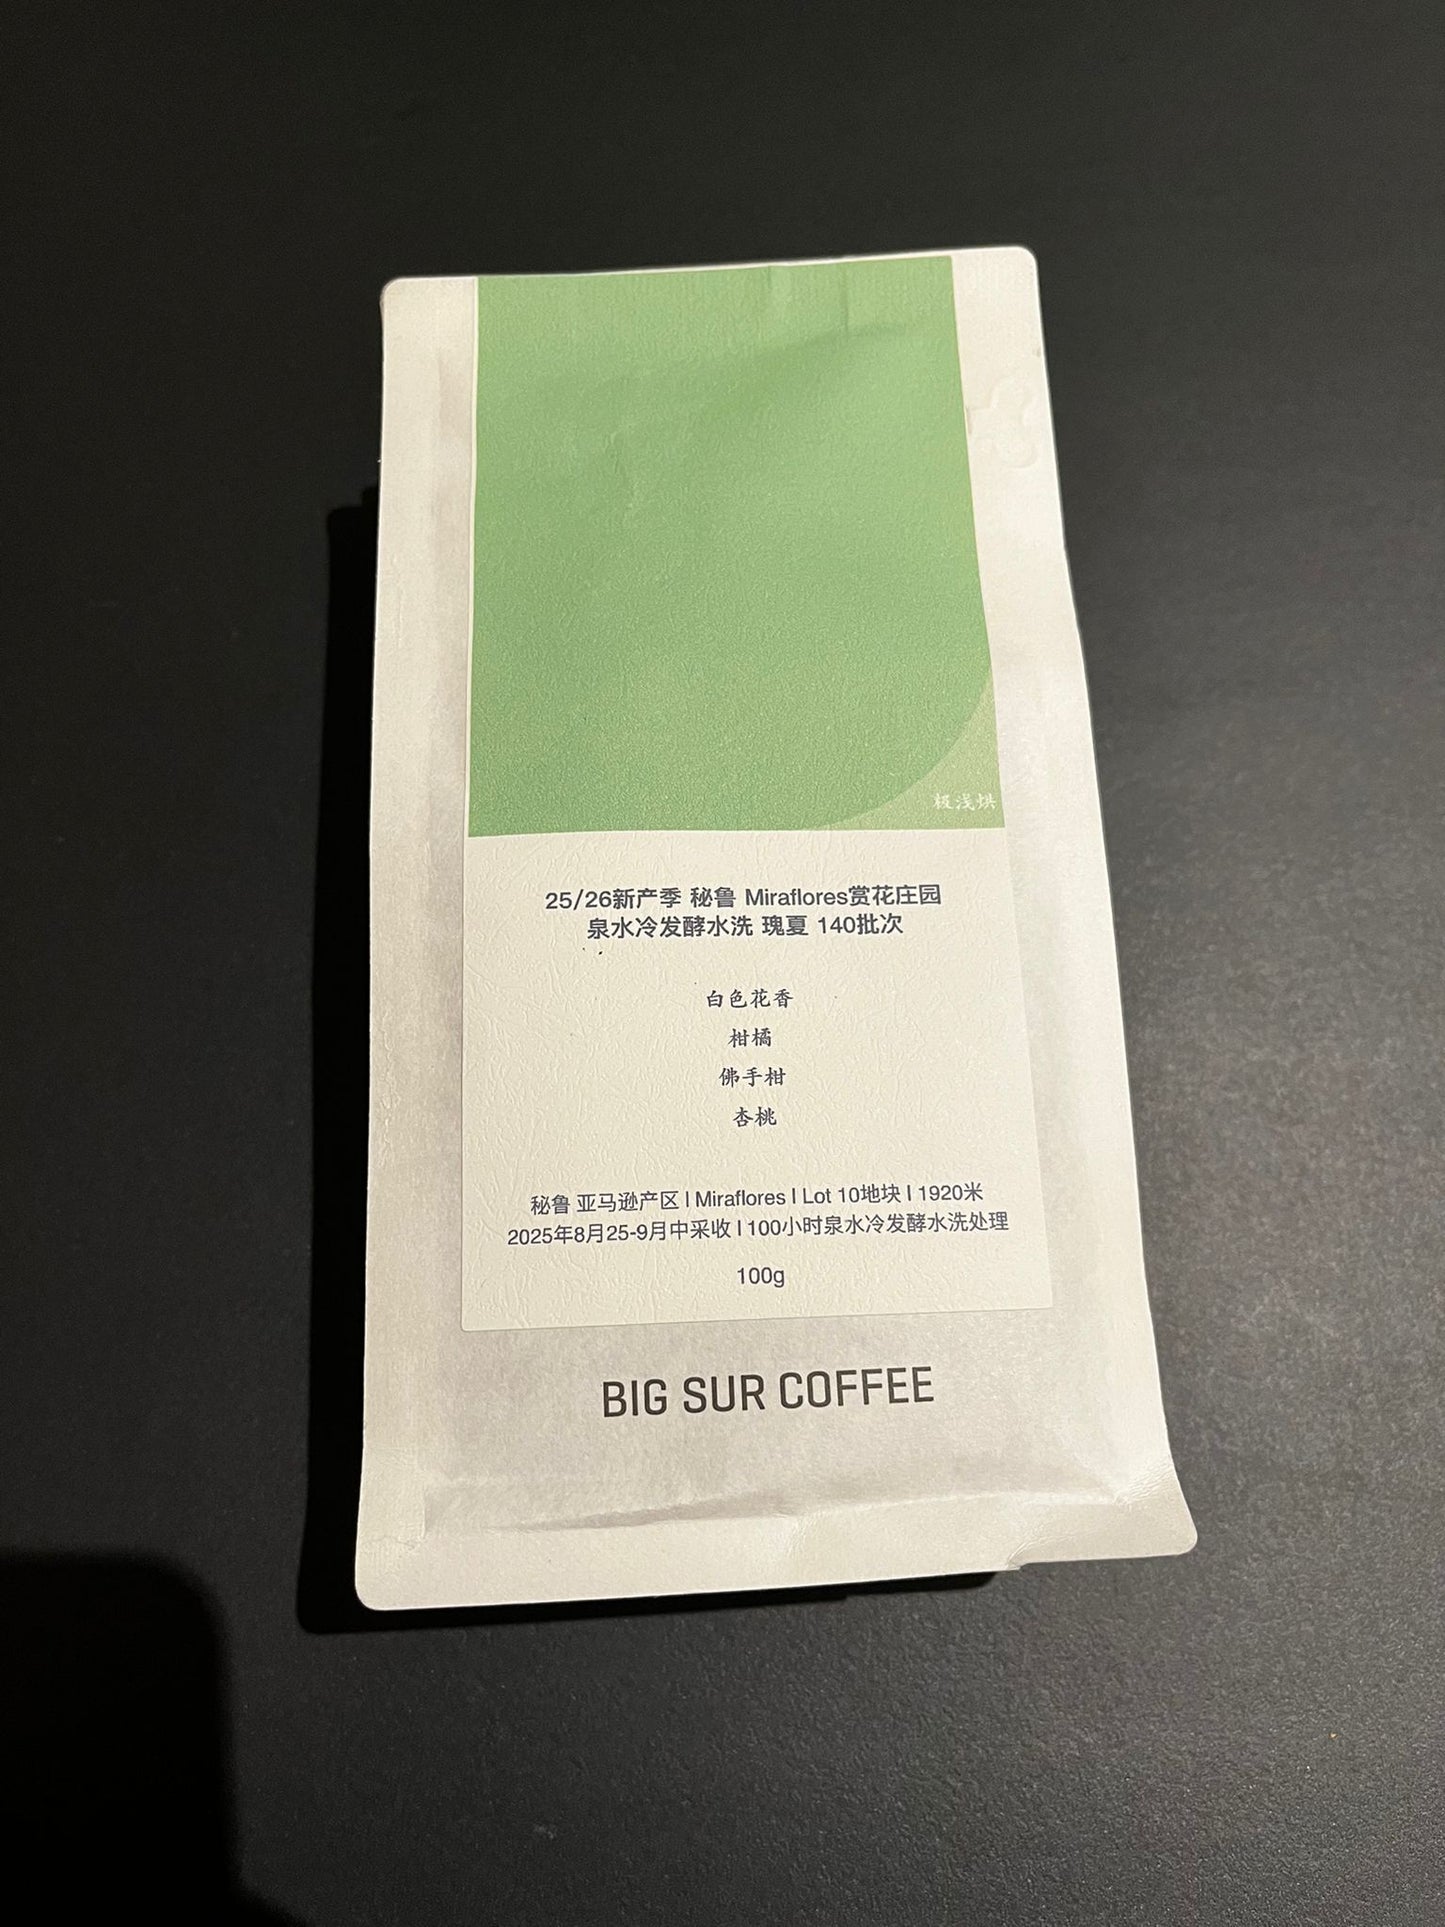 极浅烘
25/26新产季 秘鲁 Miraflores赏花庄园
泉水冷发酵水洗 瑰夏 140批次
白色花香
柑橘
佛手柑
杏桃
秘鲁 亚马逊产区 | Miraflores | Lot 10地块 | 1920米
2025年8月25-9月中采收 | 100小时泉水冷发酵水洗处理
100g
BIG SUR COFFEE